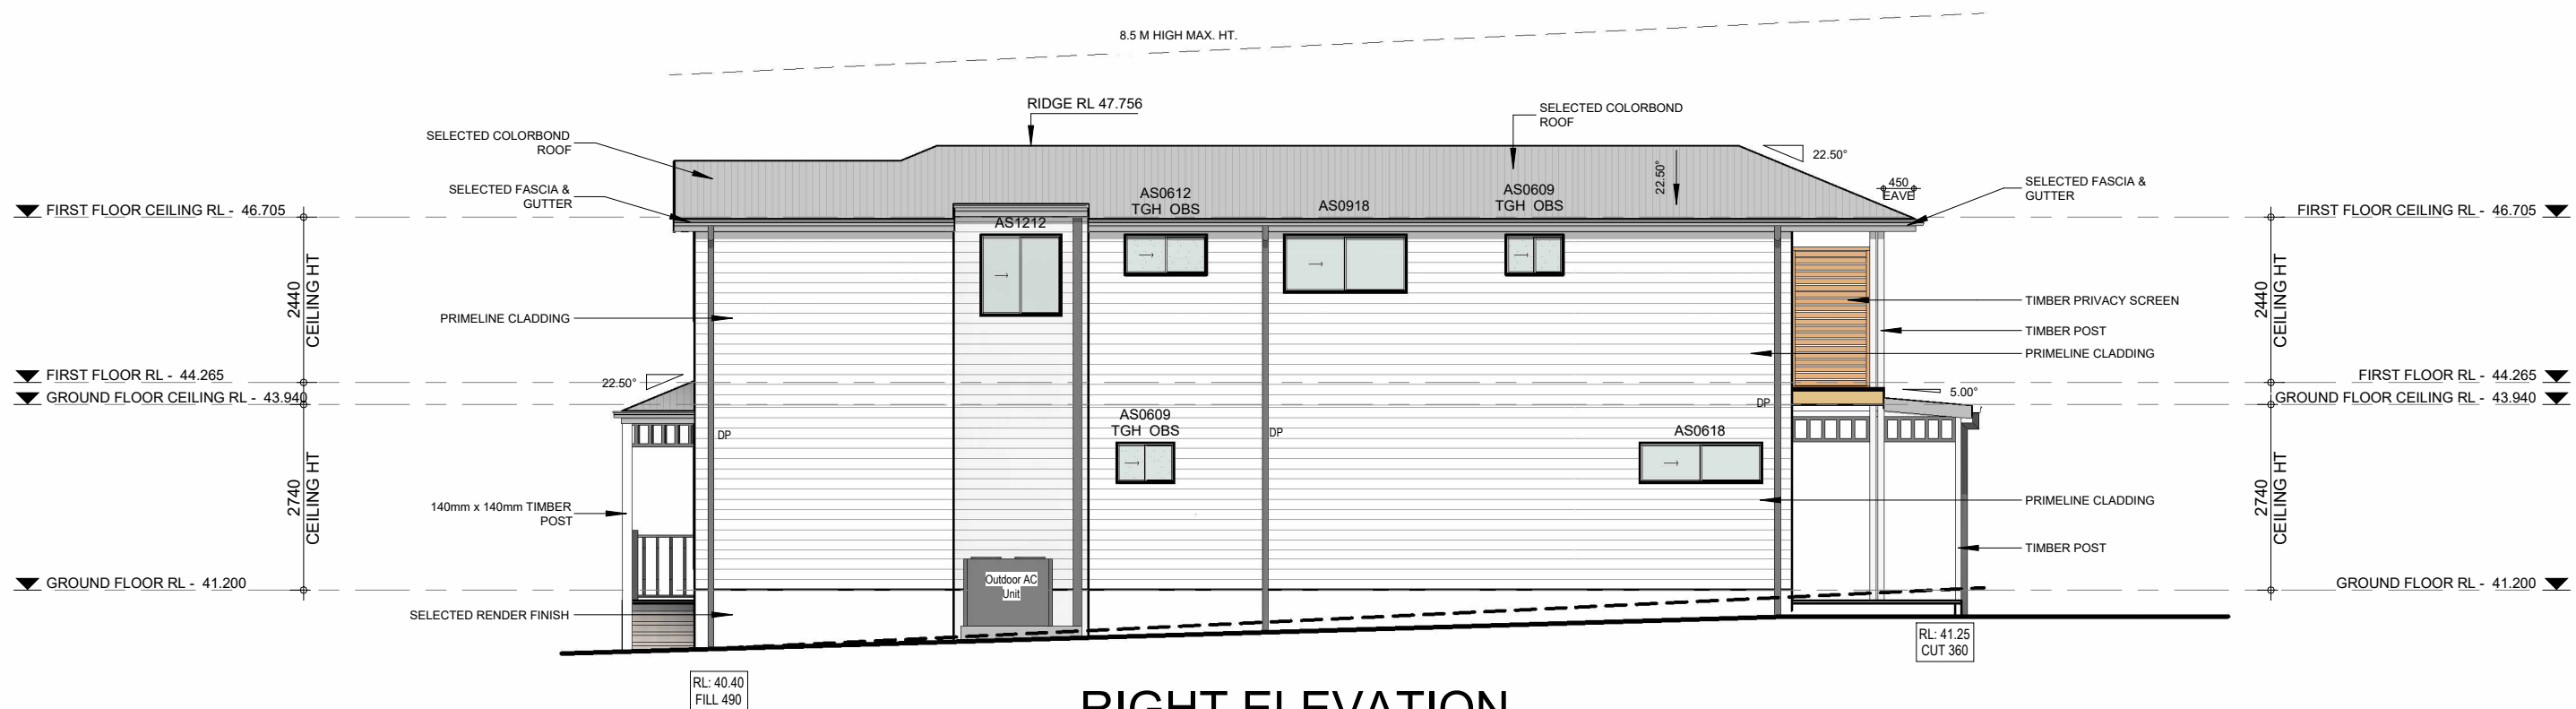 8.5 M HIGH MAX. HT.
RIDGE RL 47.756
SELECTED COLORBOND
ROOF
SELECTED COLORBOND
ROOF
22.50°
22.50°
450
EAVE
SELECTED FASCIA &
GUTTER
SELECTED FASCIA &
GUTTER
AS0612
TGH OBS
AS0918
AS0609
TGH OBS
AS1212
FIRST FLOOR CEILING RL - 46.705
FIRST FLOOR CEILING RL - 46.705
2440
CEILING HT
2440
CEILING HT
PRIMELINE CLADDING
TIMBER PRIVACY SCREEN
TIMBER POST
PRIMELINE CLADDING
FIRST FLOOR RL - 44.265
22.50°
FIRST FLOOR RL - 44.265
GROUND FLOOR CEILING RL - 43.940
5.00°
GROUND FLOOR CEILING RL - 43.940
DP
AS0609
TGH OBS
DP
DP
AS0618
2740
CEILING HT
2740
CEILING HT
140mm x 140mm TIMBER
POST
PRIMELINE CLADDING
TIMBER POST
GROUND FLOOR RL - 41.200
Outdoor AC
Unit
GROUND FLOOR RL - 41.200
SELECTED RENDER FINISH
RL: 41.25
CUT 360
RL: 40.40
FILL 490
RIGHT ELEVATION